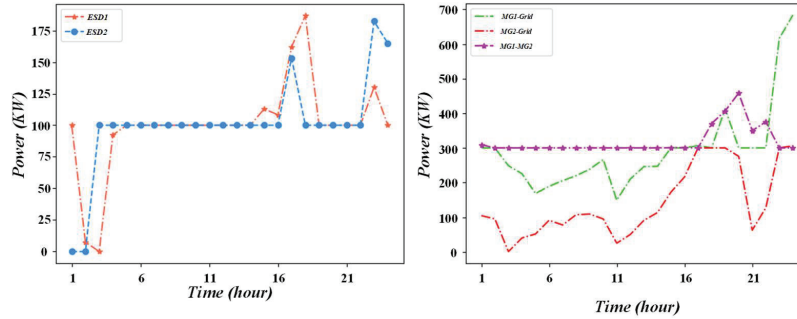 ESD1
ESD2
175
150
125
100
75
50
25
0
Power (KW)
1 6 11 16 21
Time (hour)
MG1-Grid
MG2-Grid
MG1-MG2
700
600
500
400
300
200
100
0
Power (KW)
1 6 11 16 21
Time (hour)